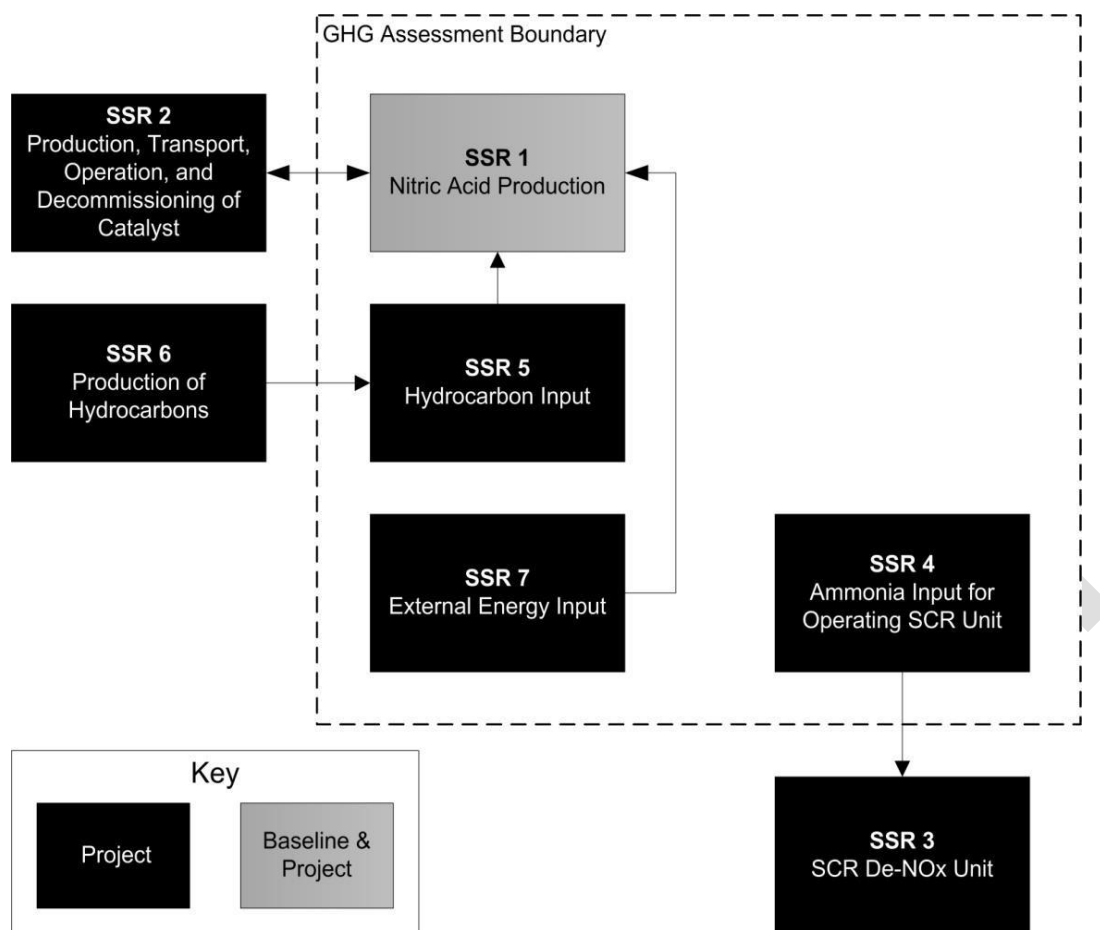 GHG Assessment Boundary
SSR 2
Production, Transport,
Operation, and
Decommissioning of
Catalyst
SSR 1
Nitric Acid Production
SSR 6
Production of
Hydrocarbons
SSR 5
Hydrocarbon Input
SSR 7
External Energy Input
SSR 4
Ammonia Input for
Operating SCR Unit
Key
Project
Baseline &
Project
SSR 3
SCR De-NOx Unit